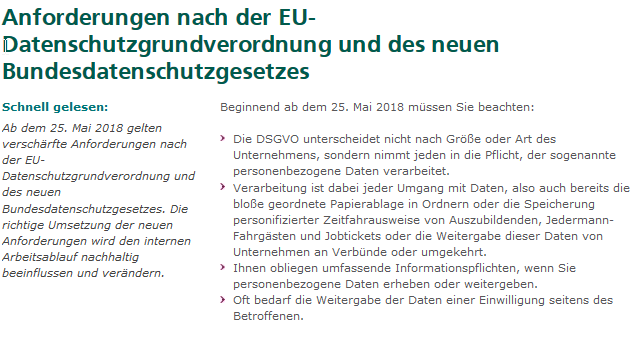 Anforderungen nach der EU-
Datenschutzgrundverordnung und des neuen
Bundesdatenschutzgesetzes
Schnell gelesen:
Ab dem 25. Mai 2018 gelten
verschärfte Anforderungen nach
der EU-
Datenschutzgrundverordnung und
des neuen
Bundesdatenschutzgesetzes. Die
richtige Umsetzung der neuen
Anforderungen wird den internen
Arbeitsablauf nachhaltig
beeinflussen und verändern.
Beginnend ab dem 25. Mai 2018 müssen Sie beachten:
› Die DSGVO unterscheidet nicht nach Größe oder Art des
Unternehmens, sondern nimmt jeden in die Pflicht, der sogenannte
personenbezogene Daten verarbeitet.
› Verarbeitung ist dabei jeder Umgang mit Daten, also auch bereits die
bloße geordnete Papierablage in Ordnern oder die Speicherung
personifizierter Zeitfahrausweise von Auszubildenden, Jedermann-
Fahrgästen und Jobtickets oder die Weitergabe dieser Daten von
Unternehmen an Verbünde oder umgekehrt.
› Ihnen obliegen umfassende Informationspflichten, wenn Sie
personenbezogene Daten erheben oder weitergeben.
› Oft bedarf die Weitergabe der Daten einer Einwilligung seitens des
Betroffenen.